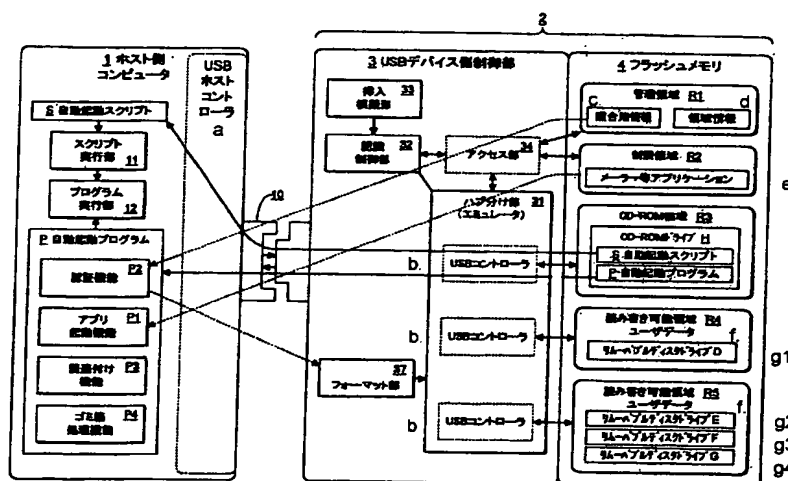 2
1 ホスト側
コンピュータ
S 自動起動スクリプト
スクリプト
実行部 11
プログラム
実行部 12
P 自動起動プログラム
認証機能 P2
アプリ
起動機能 P1
関連付け
機能 P3
ゴミ箱
処理機能 P4
USB
ホスト
コント
ローラ
a
10
3 USBデバイス側制御部
挿入
模擬部 33
認識
制御部 32
アクセス部 34
ハブ分け部 31
(エミュレータ)
b. USBコントローラ
b. USBコントローラ
b USBコントローラ
フォーマット部 37
4 フラッシュメモリ
管理領域 R1
c. 照合用情報
領域情報 d
制限領域 R2
メーラー等アプリケーション
e
CD-ROM領域 R3
CD-ROMドライブ H
S 自動起動スクリプト
P 自動起動プログラム
読み書き可能領域 R4
ユーザデータ f.
リムーバブルディスクドライブD
g1
読み書き可能領域 R5
ユーザデータ f.
リムーバブルディスクドライブE
g2
リムーバブルディスクドライブF
g3
リムーバブルディスクドライブG
g4